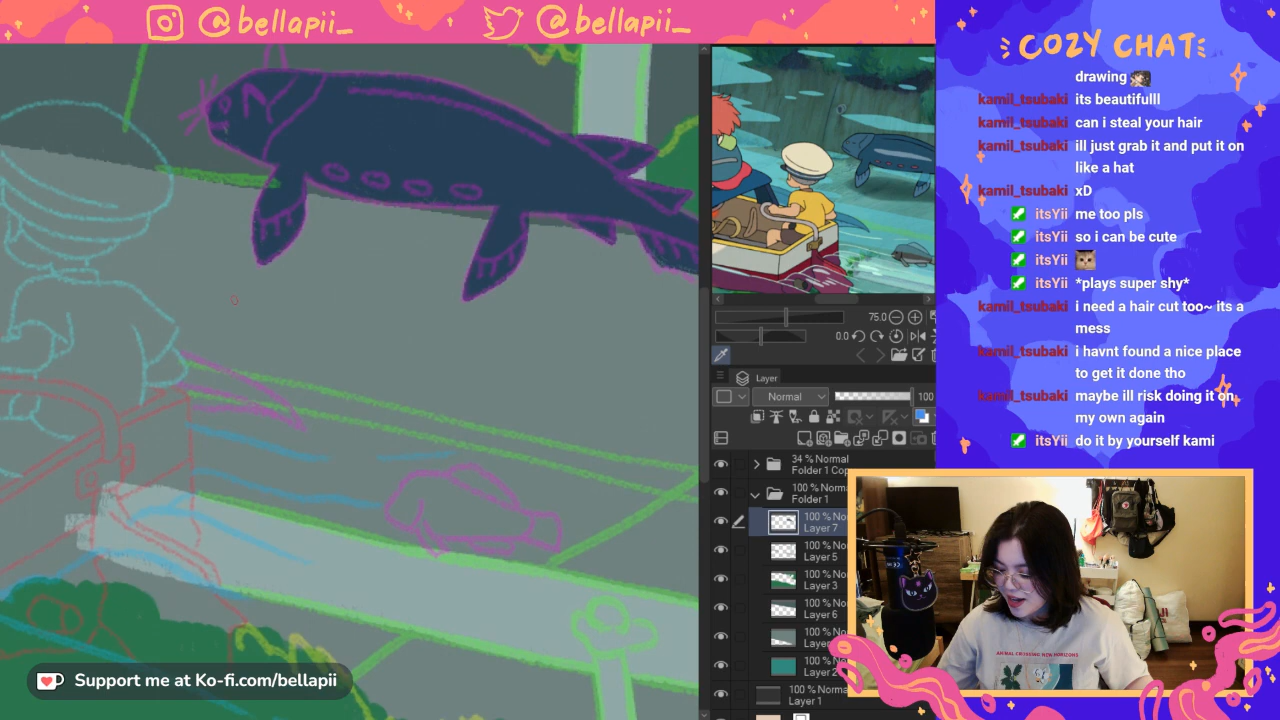 @bellapii_
@bellapii_
COZY CHAT
drawing
kamil_tsubaki its beautifulll
kamil_tsubaki can i steal your hair
kamil_tsubaki ill just grab it and put it on
like a hat
kamil_tsubaki xD
itsYii me too pls
itsYii so i can be cute
itsYii
itsYii *plays super shy*
kamil_tsubaki i need a hair cut too~ its a
mess
kamil_tsubaki i havnt found a nice place
to get it done tho
kamil_tsubaki maybe ill risk doing it on
my own again
itsYii do it by yourself kami
75.0
0.0
Layer
Normal
100
34 % Normal
Folder 1 Cop
100 % Norma
Folder 1
100 % No
Layer 7
100 % No
Layer 5
100 % No
Layer 3
100 % No
Layer 6
100 % No
Layer
100 % No
Layer 2
100 % Norma
Layer 1
ANIMAL CROSSING NEW HORIZONS
Support me at Ko-fi.com/bellapii